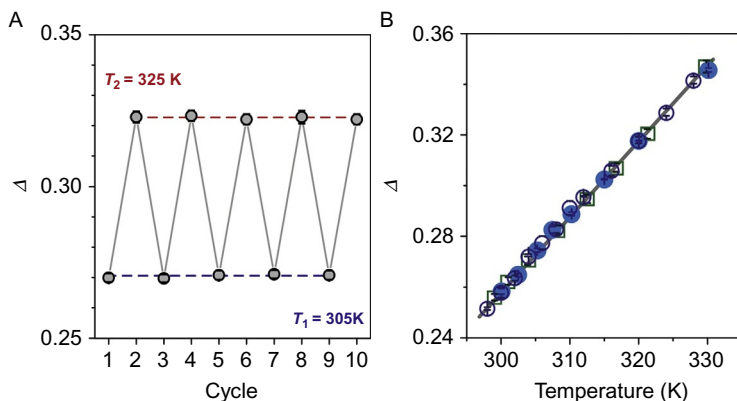 A
0.35
0.30
0.25
Δ
T₂ = 325 K
T₁ = 305K
1 2 3 4 5 6 7 8 9 10
Cycle
B
0.36
0.32
0.28
0.24
Δ
300 310 320 330
Temperature (K)